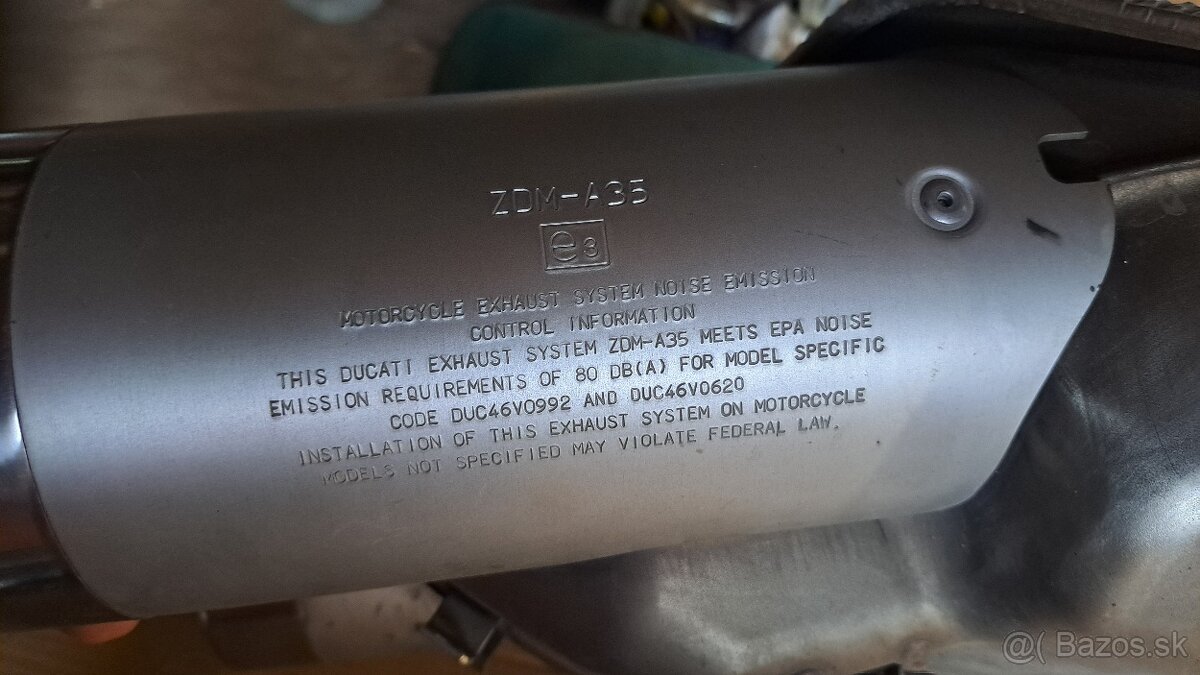 ZDM-A35
e3
MOTORCYCLE EXHAUST SYSTEM NOISE EMISSION
CONTROL INFORMATION
THIS DUCATI EXHAUST SYSTEM ZDM-A35 MEETS EPA NOISE
EMISSION REQUIREMENTS OF 80 DB(A) FOR MODEL SPECIFIC
CODE DUC46V0992 AND DUC46V0620
INSTALLATION OF THIS EXHAUST SYSTEM ON MOTORCYCLE
MODELS NOT SPECIFIED MAY VIOLATE FEDERAL LAW.
@( Bazos.sk